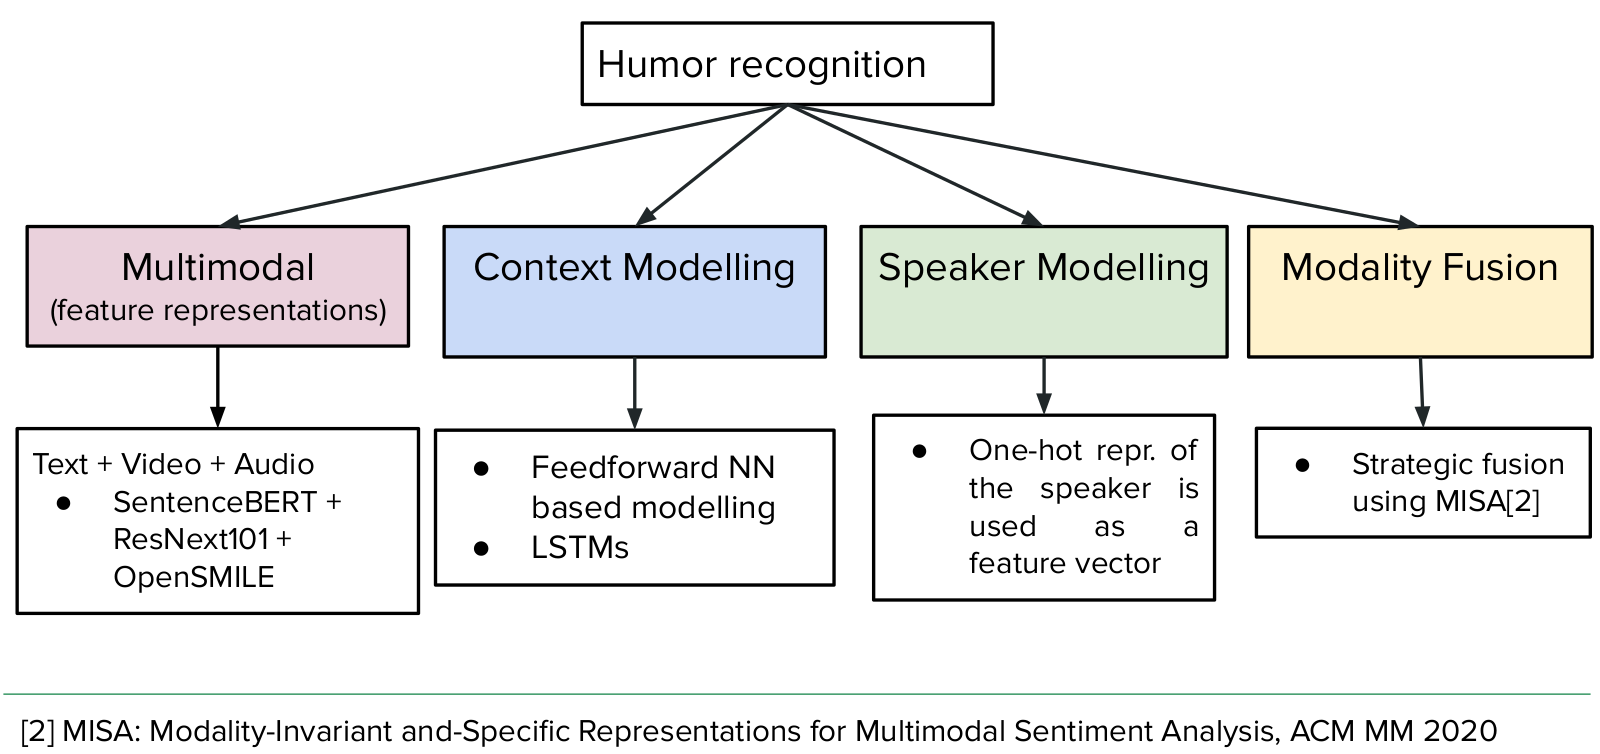 Humor recognition
Multimodal
(feature representations)
Context Modelling
Speaker Modelling
Modality Fusion
Text + Video + Audio
● SentenceBERT +
ResNext101 +
OpenSMILE
● Feedforward NN
based modelling
● LSTMs
● One-hot repr. of
the speaker is
used as a
feature vector
● Strategic fusion
using MISA[2]
[2] MISA: Modality-Invariant and-Specific Representations for Multimodal Sentiment Analysis, ACM MM 2020